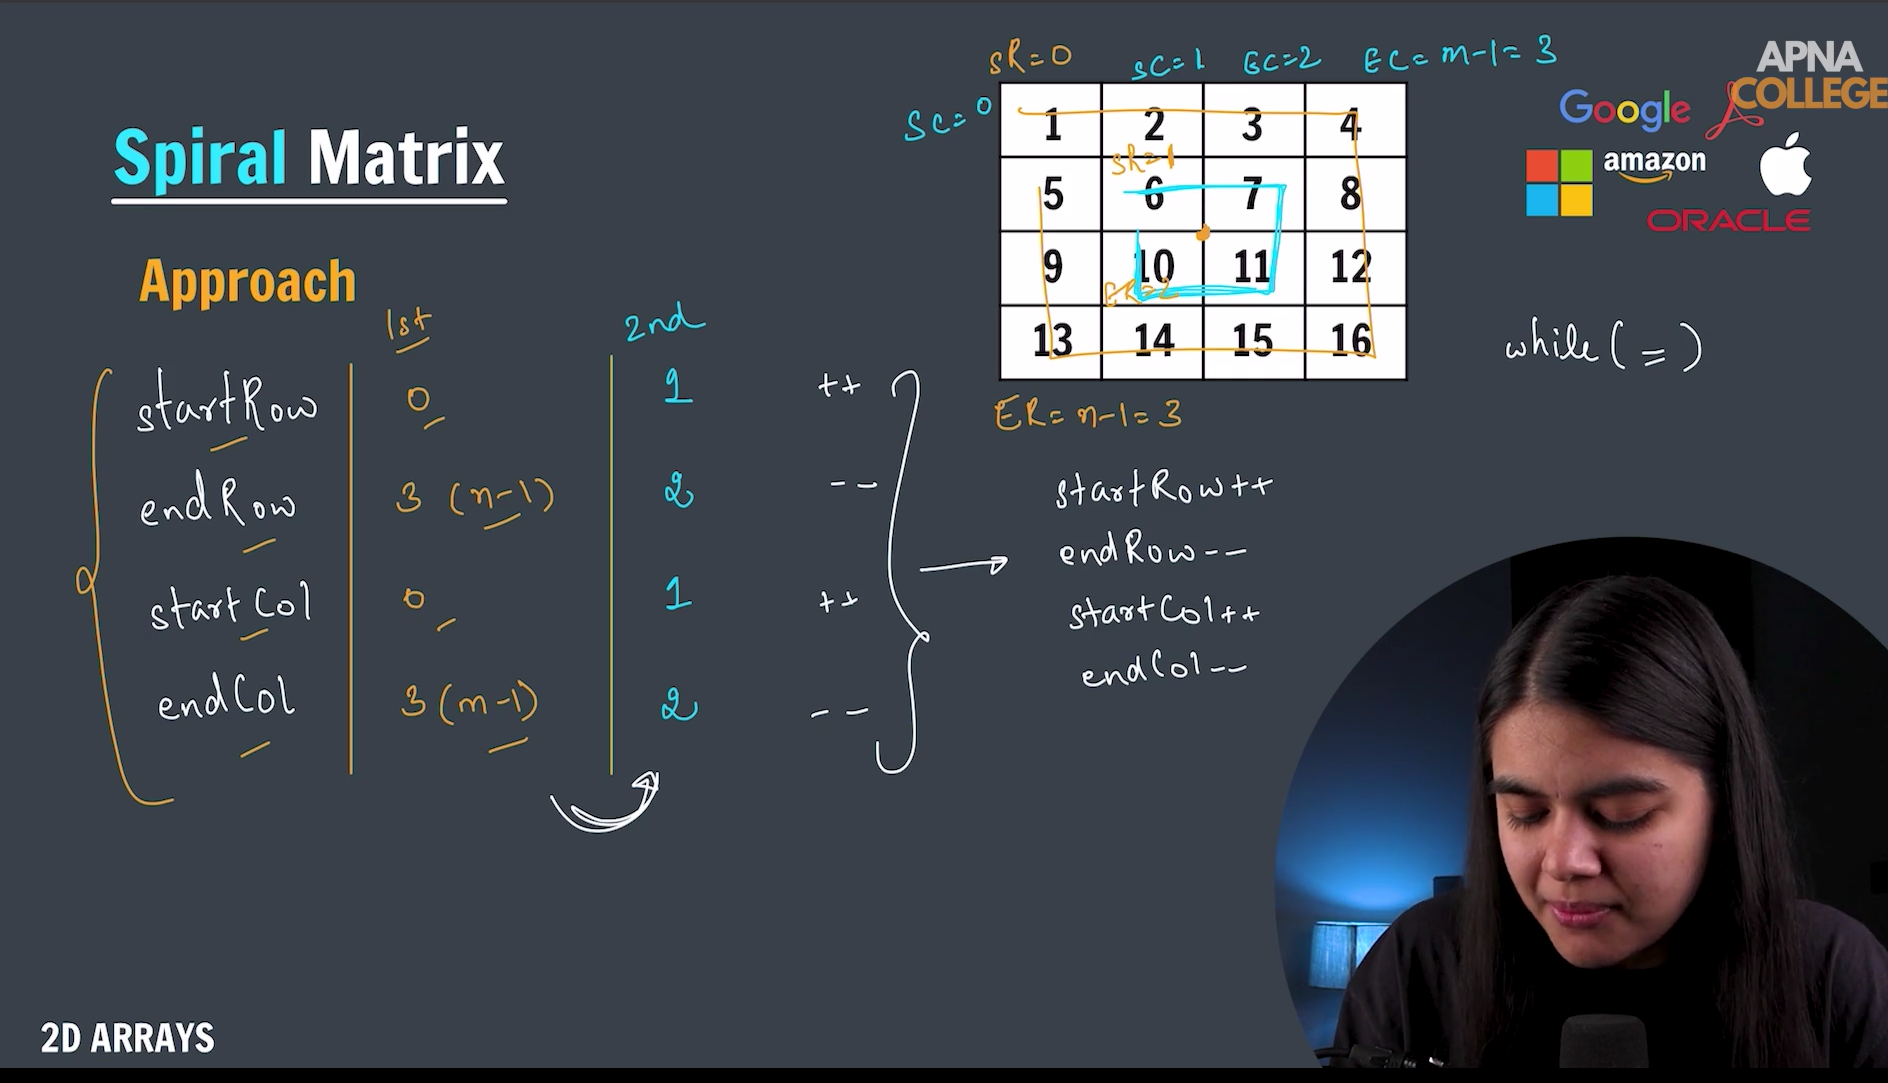 Spiral Matrix
Approach
1st
2nd
startRow 0 1 ++
endRow 3 (n-1) 2 --
startCol 0 1 ++
endCol 3 (m-1) 2 --
SR=0 SC=1 EC=2 EC=m-1=3
SC=0
1 2 3 4
SR=1
5 6 7 8
9 10 11 12
ER=2
13 14 15 16
ER=n-1=3
startRow++
endRow--
startCol++
endCol--
while(=)
APNA
COLLEGE
Google
amazon
ORACLE
2D ARRAYS